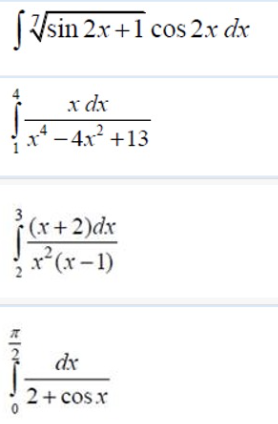 ∫ ⁷√(sin 2x + 1) cos 2x dx
∫₁⁴ x dx / (x⁴ − 4x² + 13)
∫₂³ (x + 2)dx / (x²(x − 1))
∫₀^(π/2) dx / (2 + cos x)